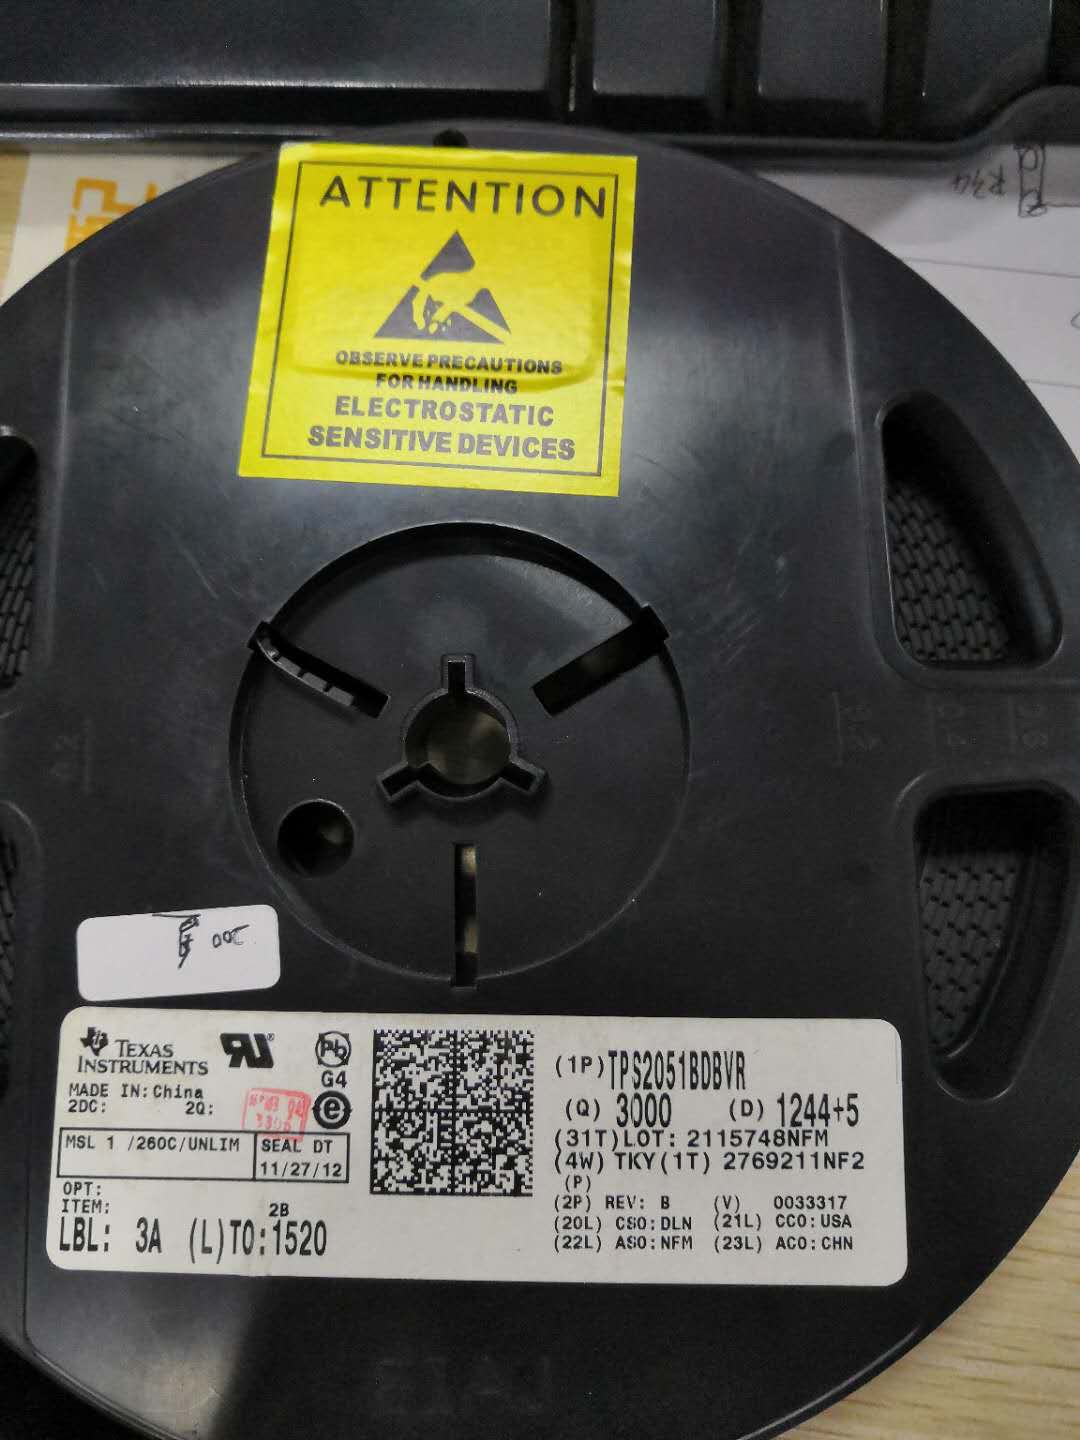 R34
ATTENTION
OBSERVE PRECAUTIONS
FOR HANDLING
ELECTROSTATIC
SENSITIVE DEVICES
TEXAS
INSTRUMENTS
Pb
G4
e
MADE IN: China
2DC: 2Q:
MSL 1 /260C/UNLIM
SEAL DT
11/27/12
OPT:
ITEM:
2B
LBL: 3A (L)TO:1520
(1P)TPS2051BDBVR
(Q) 3000 (D) 1244+5
(31T)LOT: 2115748NFM
(4W) TKY(1T) 2769211NF2
(P)
(2P) REV: B (V) 0033317
(20L) CSO:DLN (21L) CCO:USA
(22L) ASO:NFM (23L) ACO:CHN